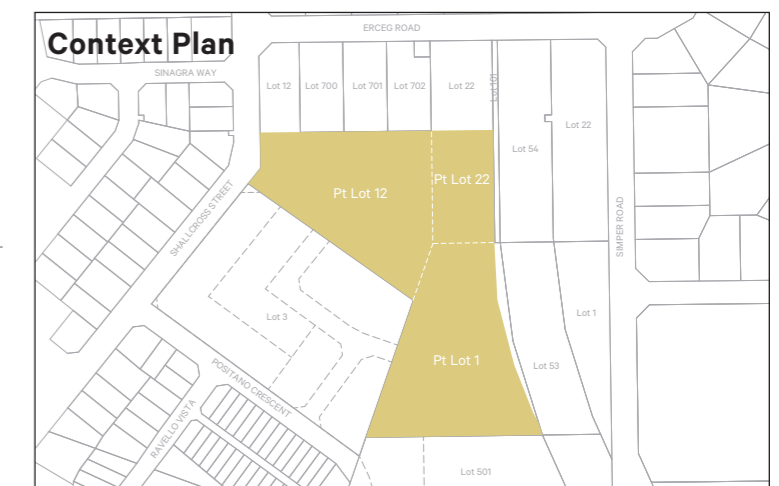 Context Plan
ERCEG ROAD
SINAGRA WAY
Lot 12
Lot 700
Lot 701
Lot 702
Lot 22
Lot 101
Lot 54
Lot 22
Pt Lot 12
Pt Lot 22
SHALLCROSS STREET
SIMPER ROAD
Lot 3
Lot 1
Pt Lot 1
Lot 53
POSITANO CRESCENT
RAVELLO VISTA
Lot 501